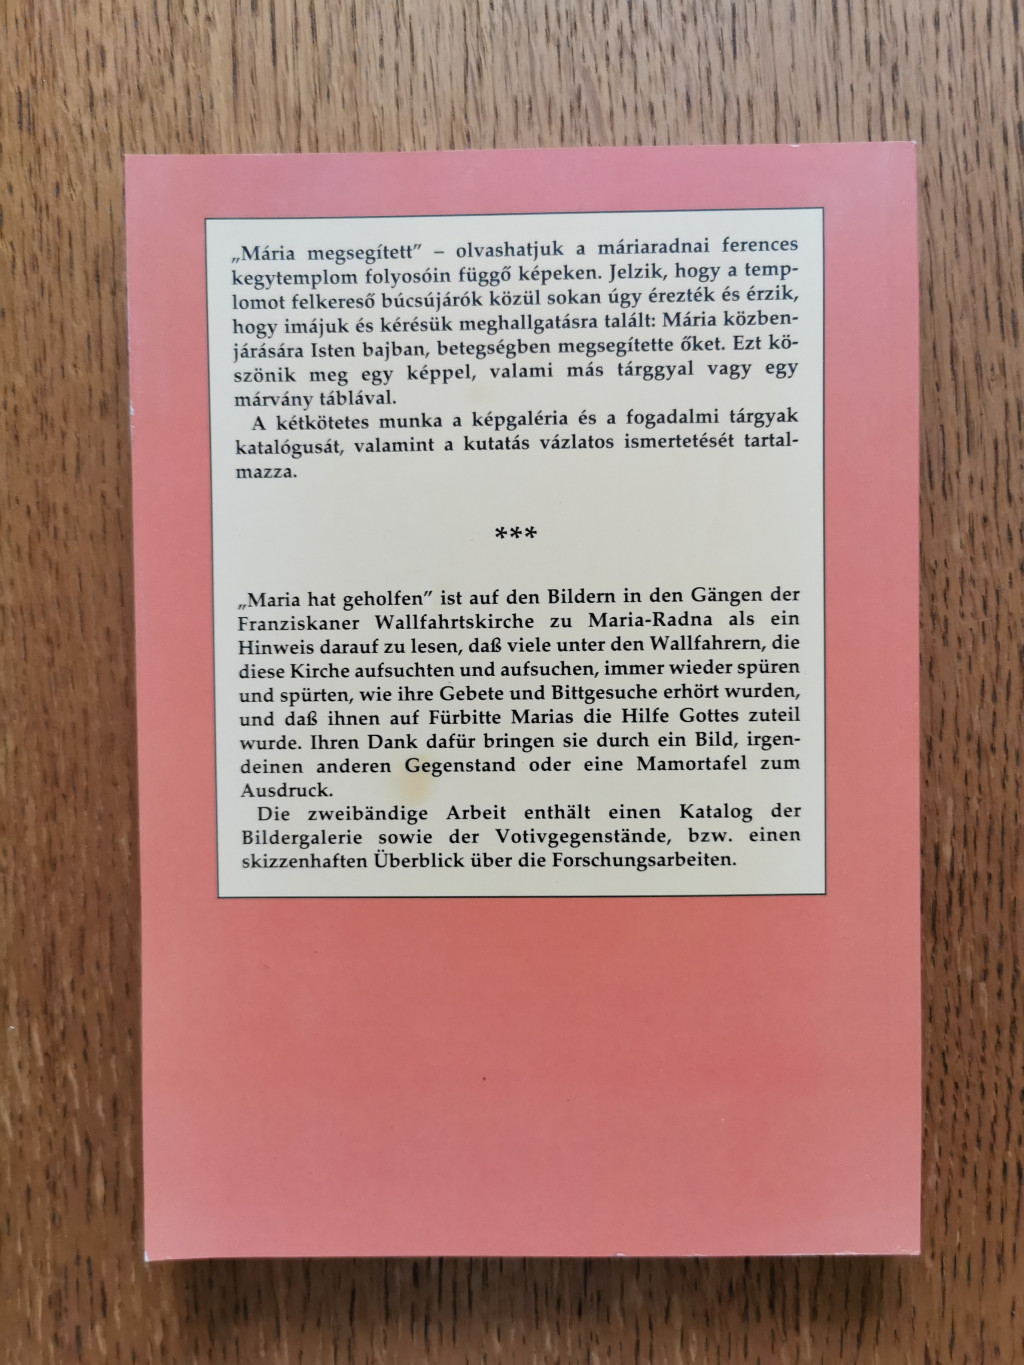 „Mária megsegített” – olvashatjuk a máriaradnai ferences
kegytemplom folyosóin függő képeken. Jelzik, hogy a temp-
lomot felkereső búcsújárók közül sokan úgy érezték és érzik,
hogy imájuk és kérésük meghallgatásra talált: Mária közben-
járására Isten bajban, betegségben megsegítette őket. Ezt kö-
szönik meg egy képpel, valami más tárggyal vagy egy
márvány táblával.
A kétkötetes munka a képgaléria és a fogadalmi tárgyak
katalógusát, valamint a kutatás vázlatos ismertetését tartal-
mazza.
***
„Maria hat geholfen” ist auf den Bildern in den Gängen der
Franziskaner Wallfahrtskirche zu Maria-Radna als ein
Hinweis darauf zu lesen, daß viele unter den Wallfahrern, die
diese Kirche aufsuchten und aufsuchen, immer wieder spüren
und spürten, wie ihre Gebete und Bittgesuche erhört wurden,
und daß ihnen auf Fürbitte Marias die Hilfe Gottes zuteil
wurde. Ihren Dank dafür bringen sie durch ein Bild, irgen-
deinen anderen Gegenstand oder eine Mamortafel zum
Ausdruck.
Die zweibändige Arbeit enthält einen Katalog der
Bildergalerie sowie der Votivgegenstände, bzw. einen
skizzenhaften Überblick über die Forschungsarbeiten.